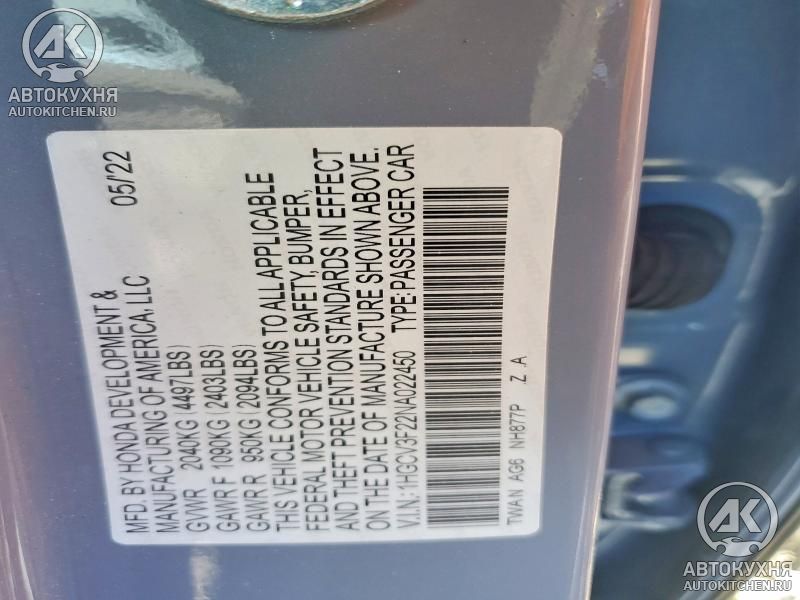 AK
АВТОКУХНЯ
AUTOKITCHEN.RU
MFD. BY HONDA DEVELOPMENT & 05/'22
MANUFACTURING OF AMERICA, LLC
GVWR 2040KG (4497LBS)
GAWR F 1090KG (2403LBS)
GAWR R 950KG (2094LBS)
THIS VEHICLE CONFORMS TO ALL APPLICABLE
FEDERAL MOTOR VEHICLE SAFETY, BUMPER,
AND THEFT PREVENTION STANDARDS IN EFFECT
ON THE DATE OF MANUFACTURE SHOWN ABOVE.
V.I.N.:1HGCV3F22NA022450 TYPE:PASSENGER CAR
TWAN AG6 NH877P .Z .A
AK
АВТОКУХНЯ
AUTOKITCHEN.RU